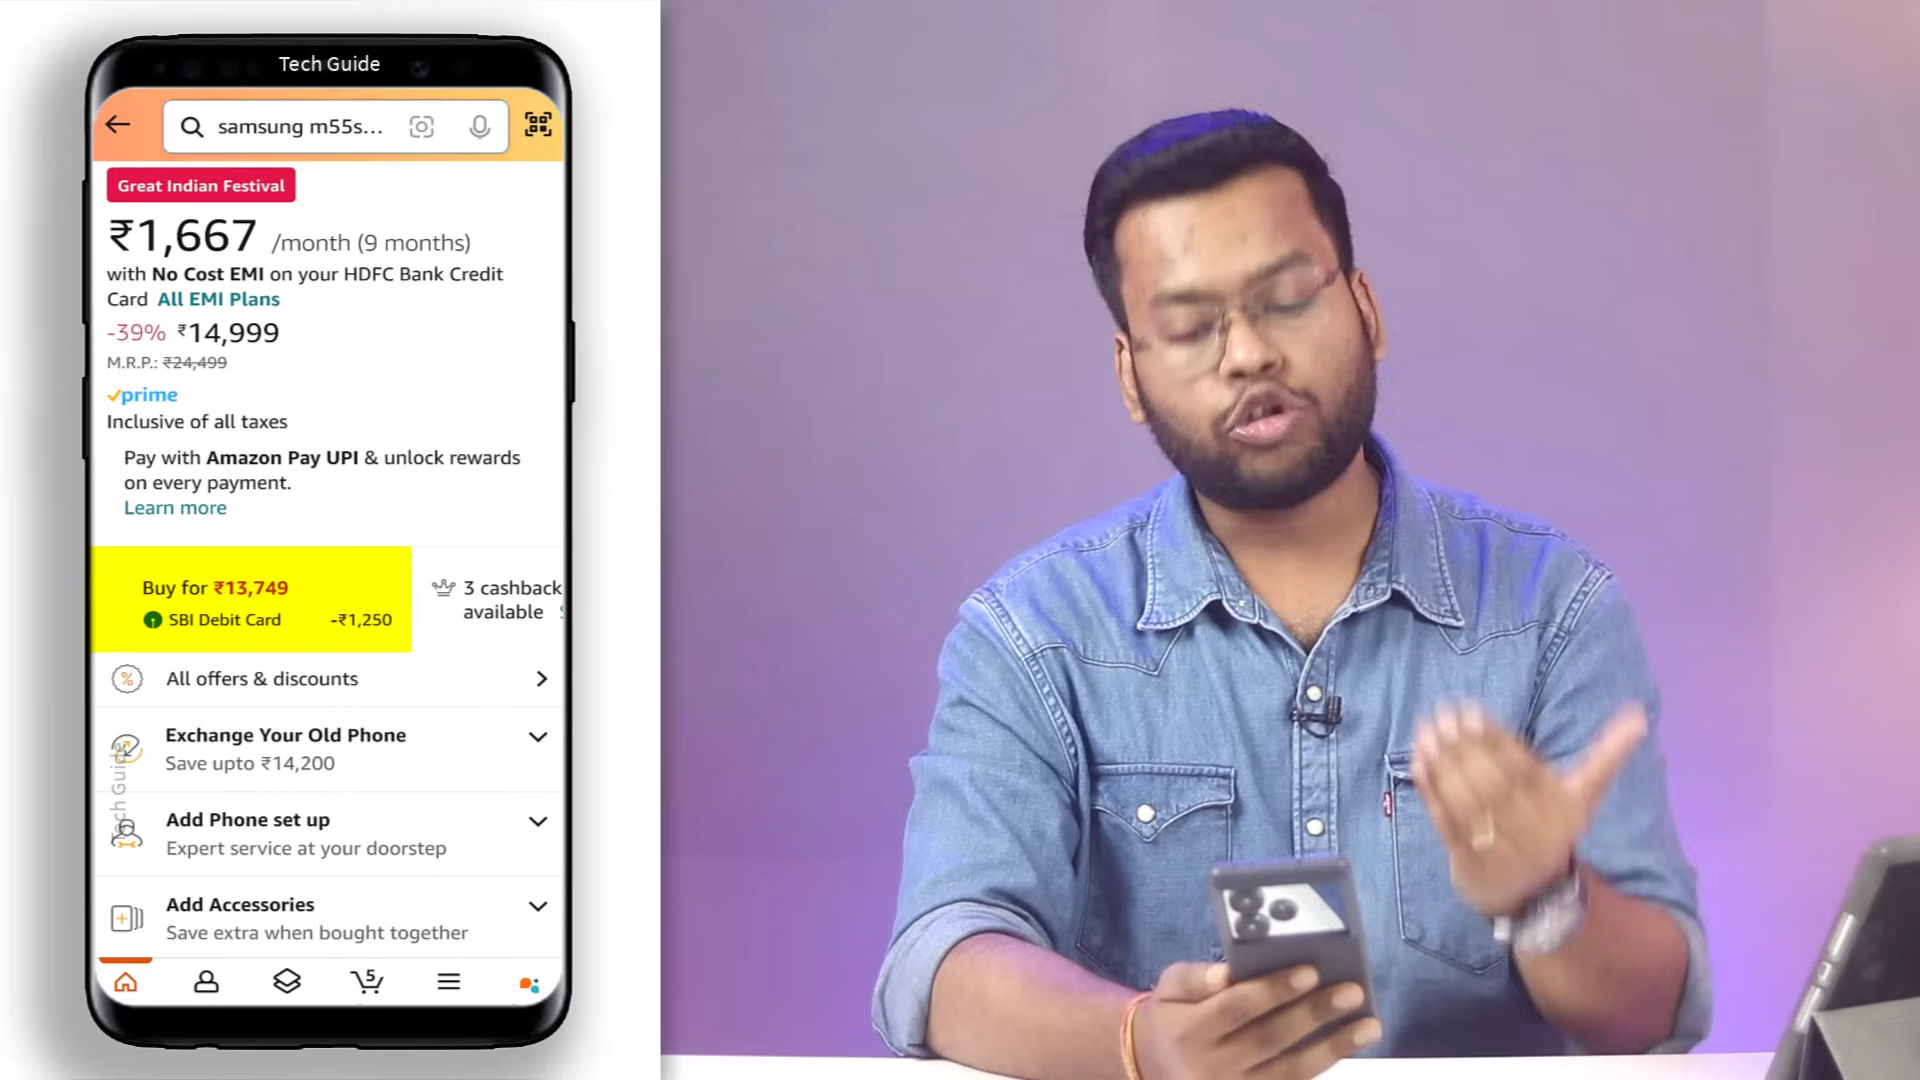 Tech Guide
samsung m55s...
Great Indian Festival
₹1,667 /month (9 months)
with No Cost EMI on your HDFC Bank Credit
Card All EMI Plans
-39% ₹14,999
M.R.P.: ₹24,499
prime
Inclusive of all taxes
Pay with Amazon Pay UPI & unlock rewards
on every payment.
Learn more
Buy for ₹13,749
SBI Debit Card -₹1,250
3 cashback
available
All offers & discounts
Exchange Your Old Phone
Save upto ₹14,200
Add Phone set up
Expert service at your doorstep
Add Accessories
Save extra when bought together
5
Tech Guide